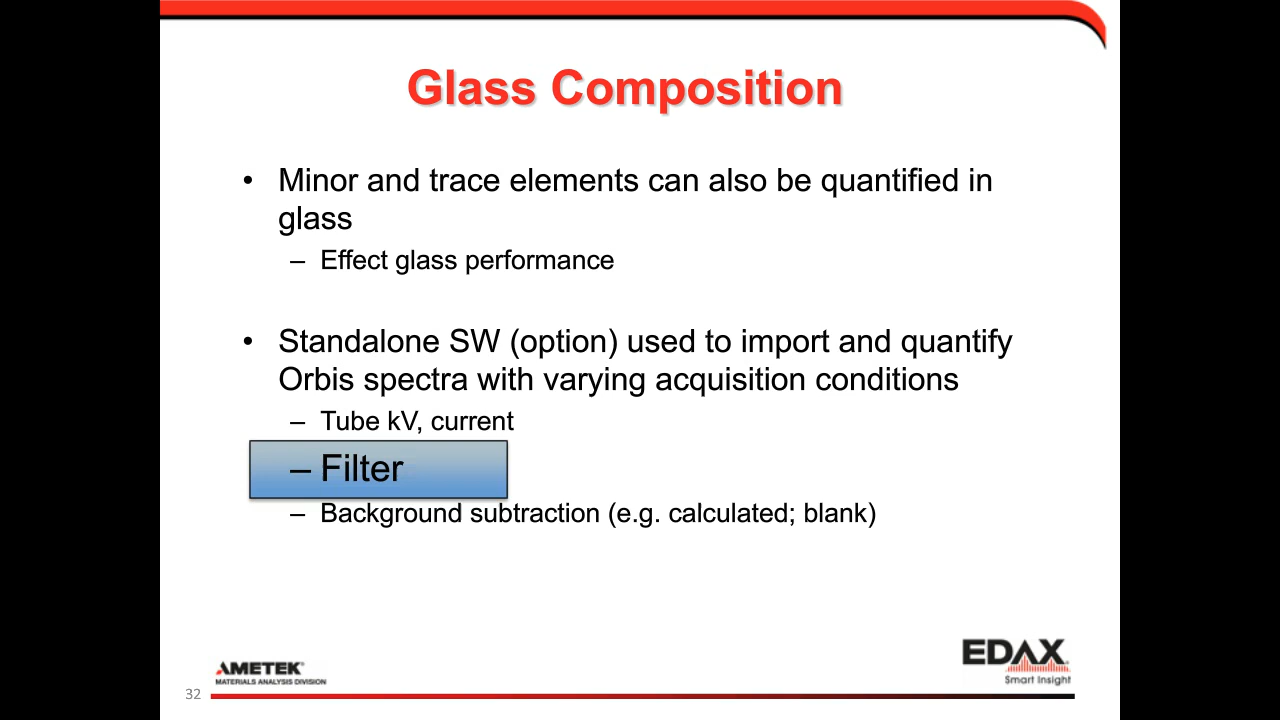 Glass Composition
• Minor and trace elements can also be quantified in
glass
– Effect glass performance
• Standalone SW (option) used to import and quantify
Orbis spectra with varying acquisition conditions
– Tube kV, current
– Filter
– Background subtraction (e.g. calculated; blank)
AMETEK®
MATERIALS ANALYSIS DIVISION
EDAX
Smart Insight
32